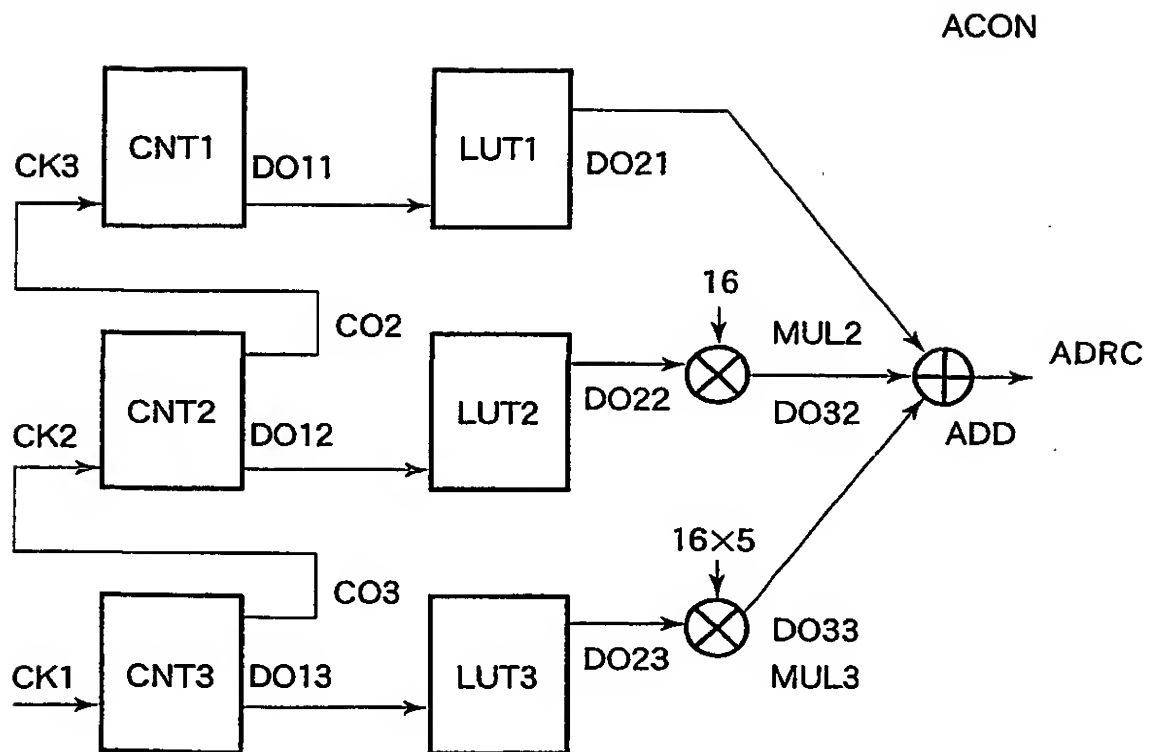 ACON
CNT1
LUT1
CK3
DO11
DO21
16
CO2
MUL2
ADRC
CNT2
LUT2
DO22
DO32
CK2
DO12
ADD
16×5
CO3
CNT3
LUT3
DO33
CK1
DO13
DO23
MUL3